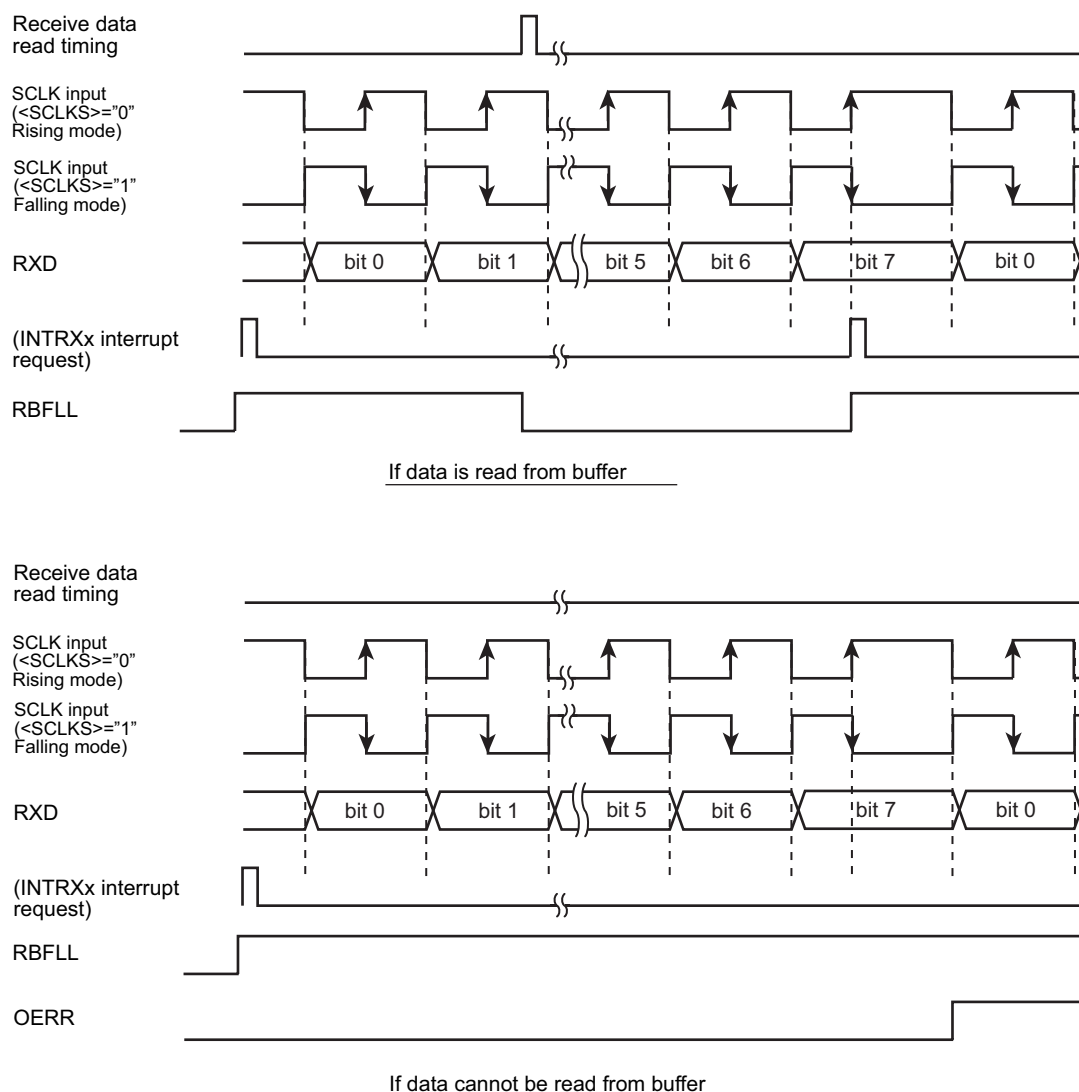 Receive data
read timing
SCLK input
(<SCLKS>="0"
Rising mode)
SCLK input
(<SCLKS>="1"
Falling mode)
RXD
bit 0
bit 1
bit 5
bit 6
bit 7
bit 0
(INTRXx interrupt
request)
RBFLL
If data is read from buffer
Receive data
read timing
SCLK input
(<SCLKS>="0"
Rising mode)
SCLK input
(<SCLKS>="1"
Falling mode)
RXD
bit 0
bit 1
bit 5
bit 6
bit 7
bit 0
(INTRXx interrupt
request)
RBFLL
OERR
If data cannot be read from buffer